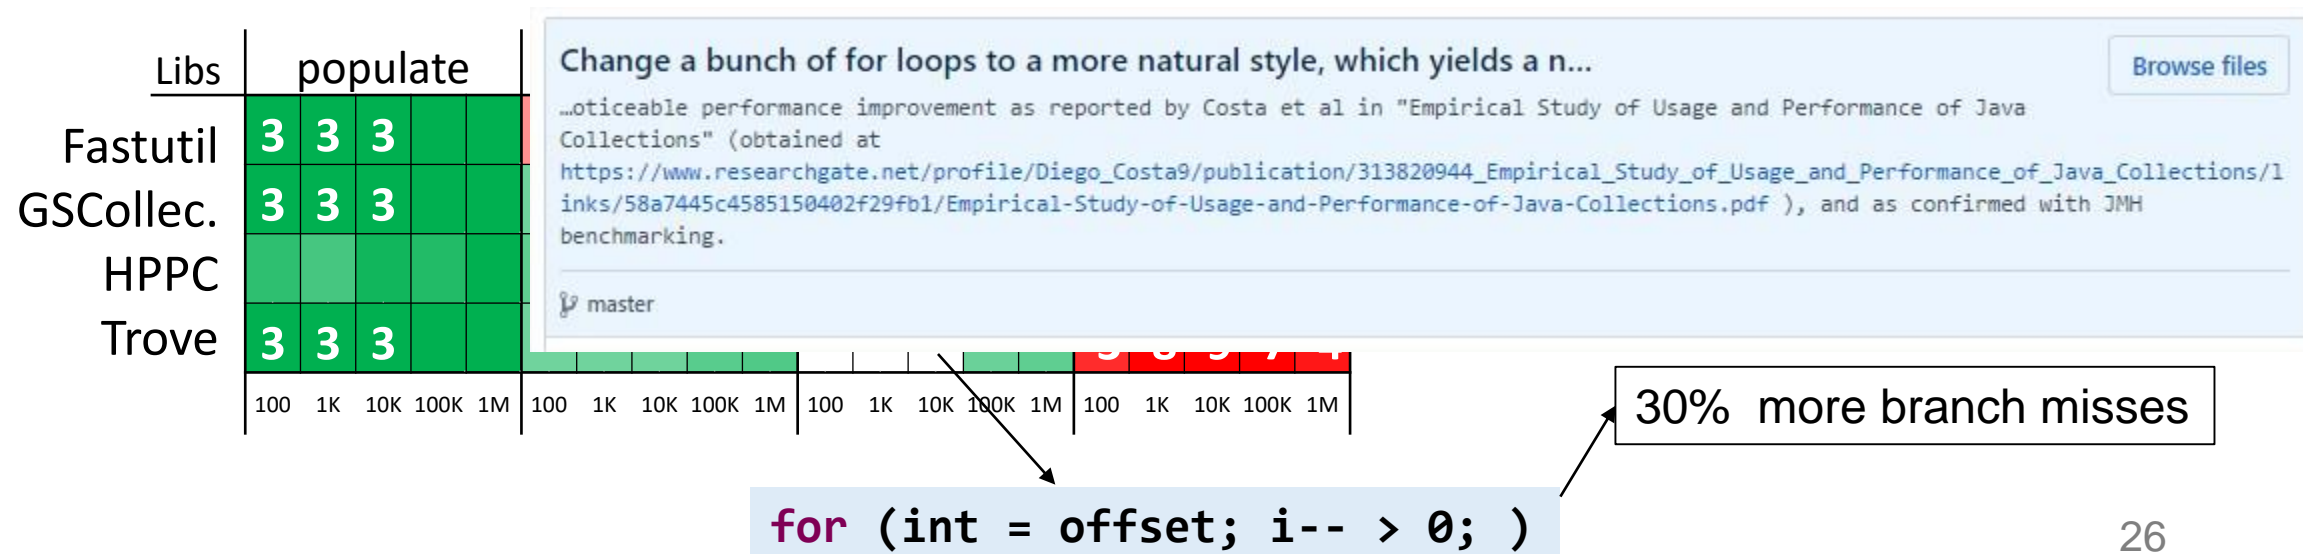 Libs populate
Fastutil 3 3 3
GSCollec. 3 3 3
HPPC
Trove 3 3 3
100 1K 10K 100K 1M 100 1K 10K 100K 1M 100 1K 10K 100K 1M 100 1K 10K 100K 1M
Change a bunch of for loops to a more natural style, which yields a n...
Browse files
…oticeable performance improvement as reported by Costa et al in "Empirical Study of Usage and Performance of Java
Collections" (obtained at
https://www.researchgate.net/profile/Diego_Costa9/publication/313820944_Empirical_Study_of_Usage_and_Performance_of_Java_Collections/l
inks/58a7445c4585150402f29fb1/Empirical-Study-of-Usage-and-Performance-of-Java-Collections.pdf ), and as confirmed with JMH
benchmarking.
master
30% more branch misses
for (int = offset; i-- > 0; )
26